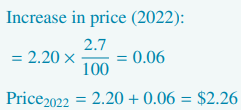 Increase in price (2022):
= 2.20 × 2.7/100 = 0.06
Price₂₀₂₂ = 2.20 + 0.06 = $2.26